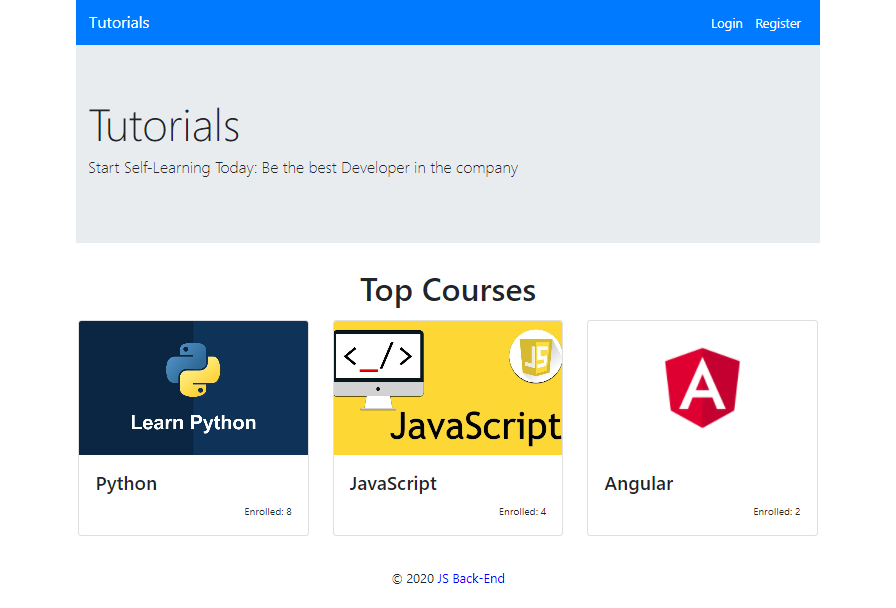 Tutorials
Login Register
Tutorials
Start Self-Learning Today: Be the best Developer in the company
Top Courses
Learn Python
Python
Enrolled: 8
<_/>
JS
JavaScript
JavaScript
Enrolled: 4
A
Angular
Enrolled: 2
© 2020 JS Back-End